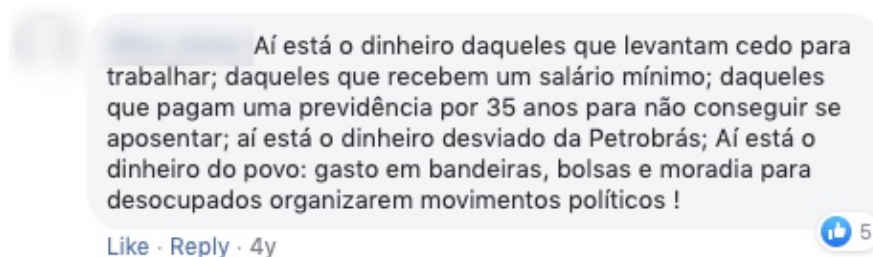 Aí está o dinheiro daqueles que levantam cedo para
trabalhar; daqueles que recebem um salário mínimo; daqueles
que pagam uma previdência por 35 anos para não conseguir se
aposentar; aí está o dinheiro desviado da Petrobrás; Aí está o
dinheiro do povo: gasto em bandeiras, bolsas e moradia para
desocupados organizarem movimentos políticos !
5
Like · Reply · 4y